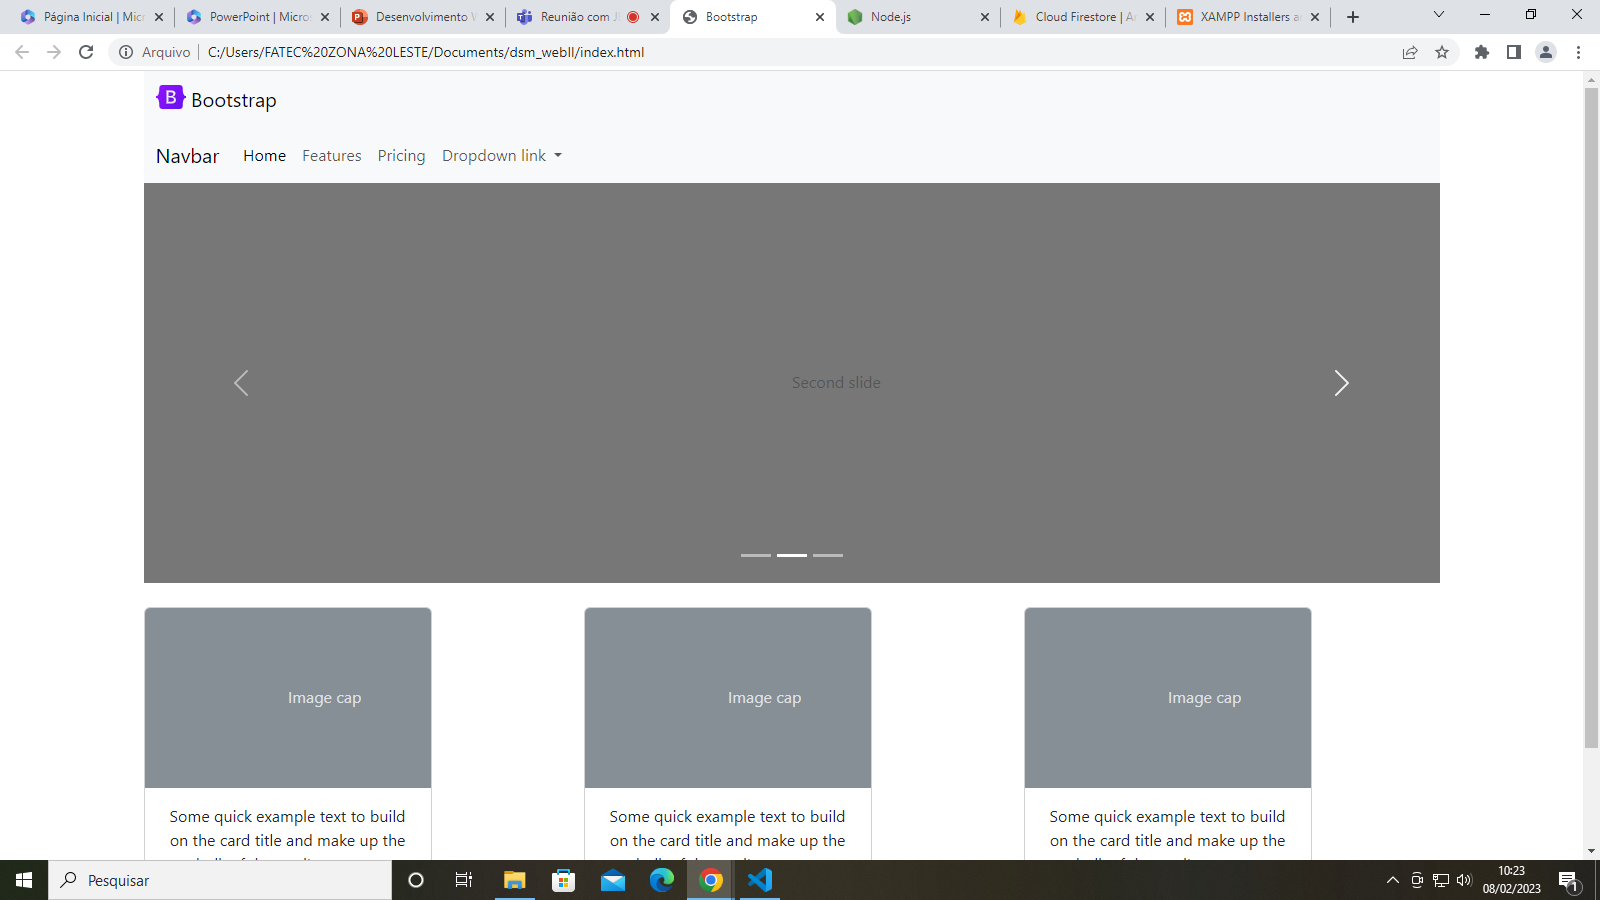 Página Inicial | Micr
PowerPoint | Micros
Desenvolvimento W
Reunião com JI
Bootstrap
Node.js
Cloud Firestore | A
XAMPP Installers a
Arquivo
C:/Users/FATEC%20ZONA%20LESTE/Documents/dsm_webII/index.html
B Bootstrap
Navbar Home Features Pricing Dropdown link
Second slide
Image cap
Image cap
Image cap
Some quick example text to build
on the card title and make up the
Some quick example text to build
on the card title and make up the
Some quick example text to build
on the card title and make up the
Pesquisar
10:23
08/02/2023
1